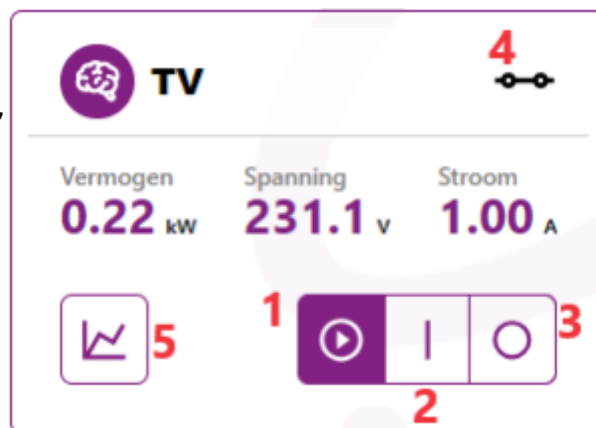 TV
4
Vermogen Spanning Stroom
0.22 kW 231.1 V 1.00 A
5 1 3
2